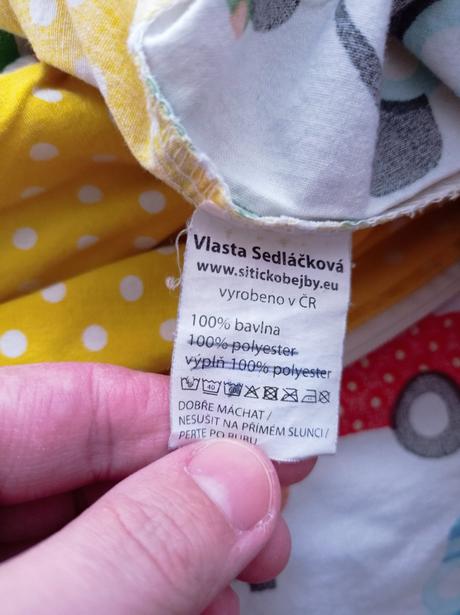 Vlasta Sedláčková
www.sitickobejby.eu
vyrobeno v ČR
100% bavlna
100% polyester
výplň 100% polyester
DOBŘE MÁCHAT /
NESUŠIT NA PŘÍMÉM SLUNCI /
PERTE PO RUBU